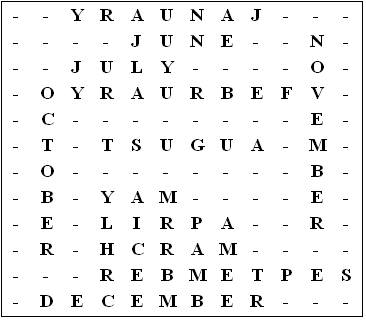 - - Y R A U N A J - - -
- - - - J U N E - - N -
- - J U L Y - - - - O -
- O Y R A U R B E F V -
- C - - - - - - - - E -
- T - T S U G U A - M -
- O - - - - - - - - B -
- B - Y A M - - - - E -
- E - L I R P A - - R -
- R - H C R A M - - - -
- - - R E B M E T P E S
- D E C E M B E R - - -